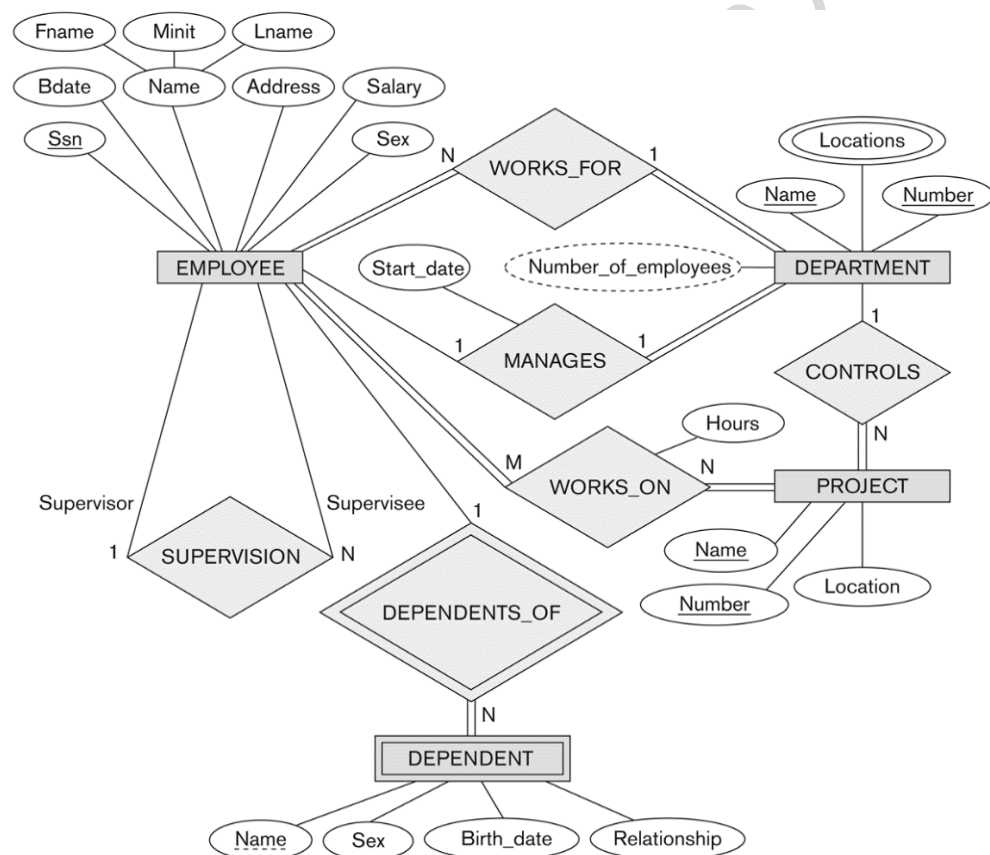 Fname
Minit
Lname
Bdate
Name
Address
Salary
Ssn
Sex
N
WORKS_FOR
1
Locations
Name
Number
EMPLOYEE
Start_date
Number_of_employees
DEPARTMENT
1
MANAGES
1
1
CONTROLS
N
Hours
M
WORKS_ON
N
PROJECT
Supervisor
Supervisee
1
SUPERVISION
N
1
Name
Number
Location
DEPENDENTS_OF
N
DEPENDENT
Name
Sex
Birth_date
Relationship